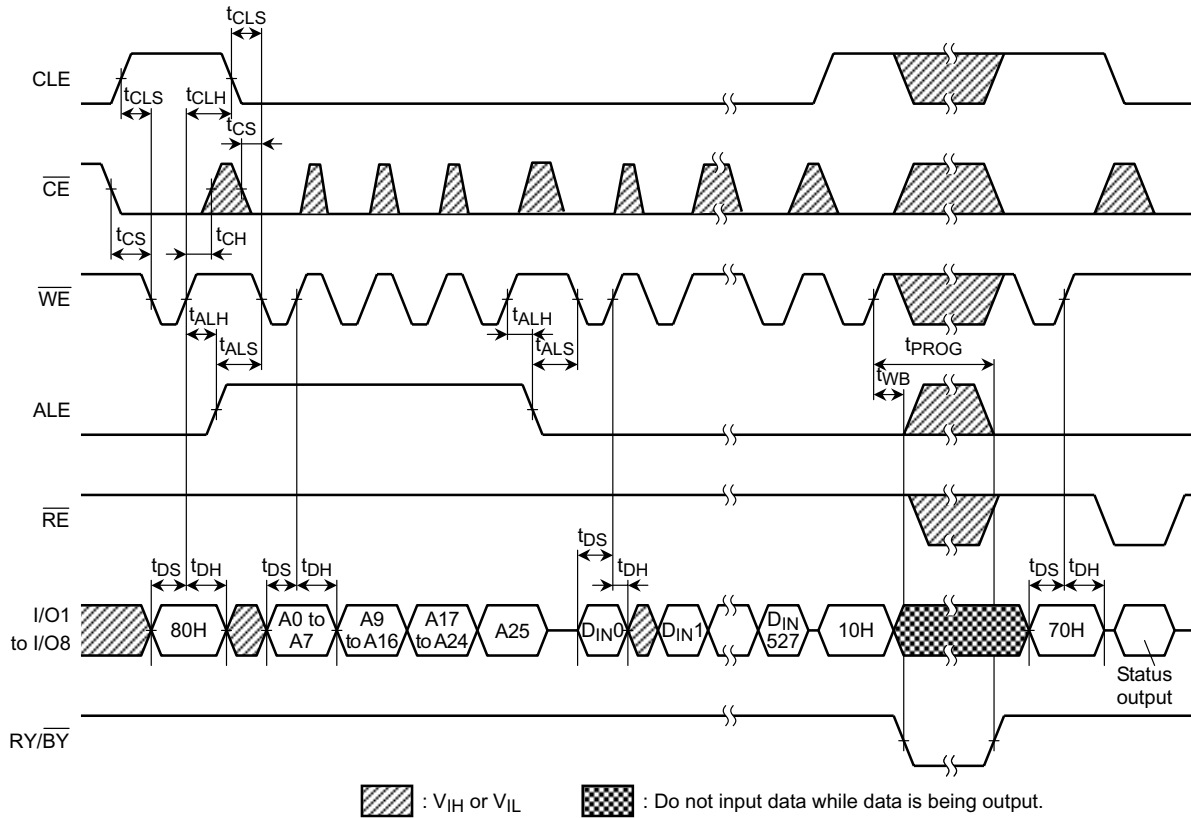 tCLS
CLE
tCLS
tCLH
tCS
CE
tCS
tCH
WE
tALH
tALS
tALH
tALS
tPROG
tWB
ALE
RE
tDS
tDH
tDS
tDH
tDS
tDH
tDS
tDH
I/O1
to I/O8
80H
A0 to
A7
A9
to A16
A17
to A24
A25
DIN0
DIN1
DIN
527
10H
70H
Status
output
RY/BY
: VIH or VIL
: Do not input data while data is being output.